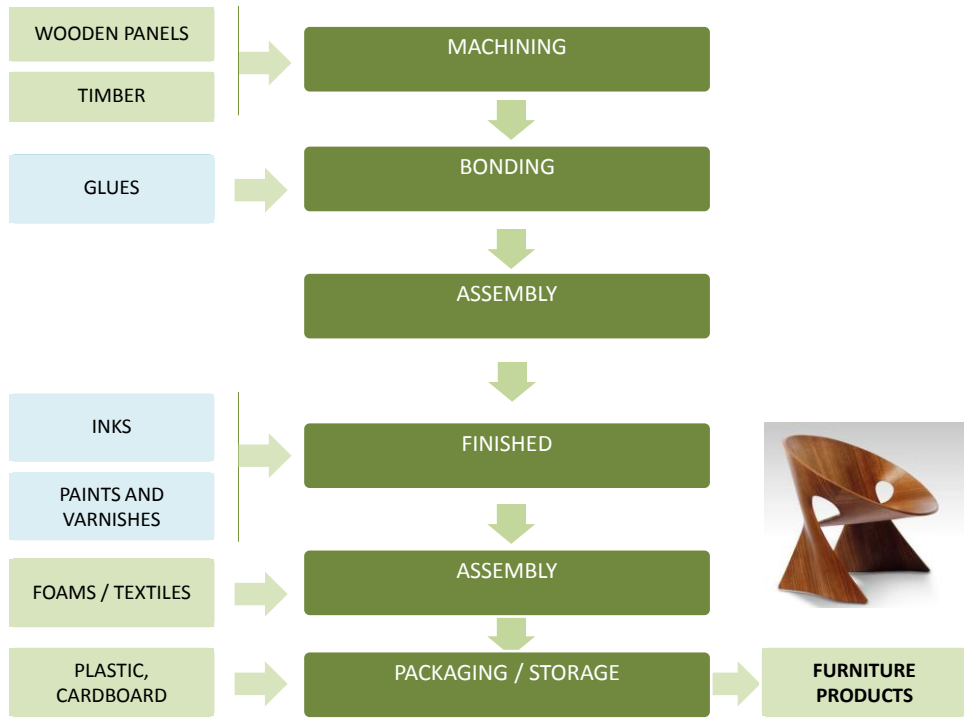 WOODEN PANELS
MACHINING
TIMBER
GLUES
BONDING
ASSEMBLY
INKS
FINISHED
PAINTS AND
VARNISHES
FOAMS / TEXTILES
ASSEMBLY
PLASTIC,
CARDBOARD
PACKAGING / STORAGE
FURNITURE
PRODUCTS